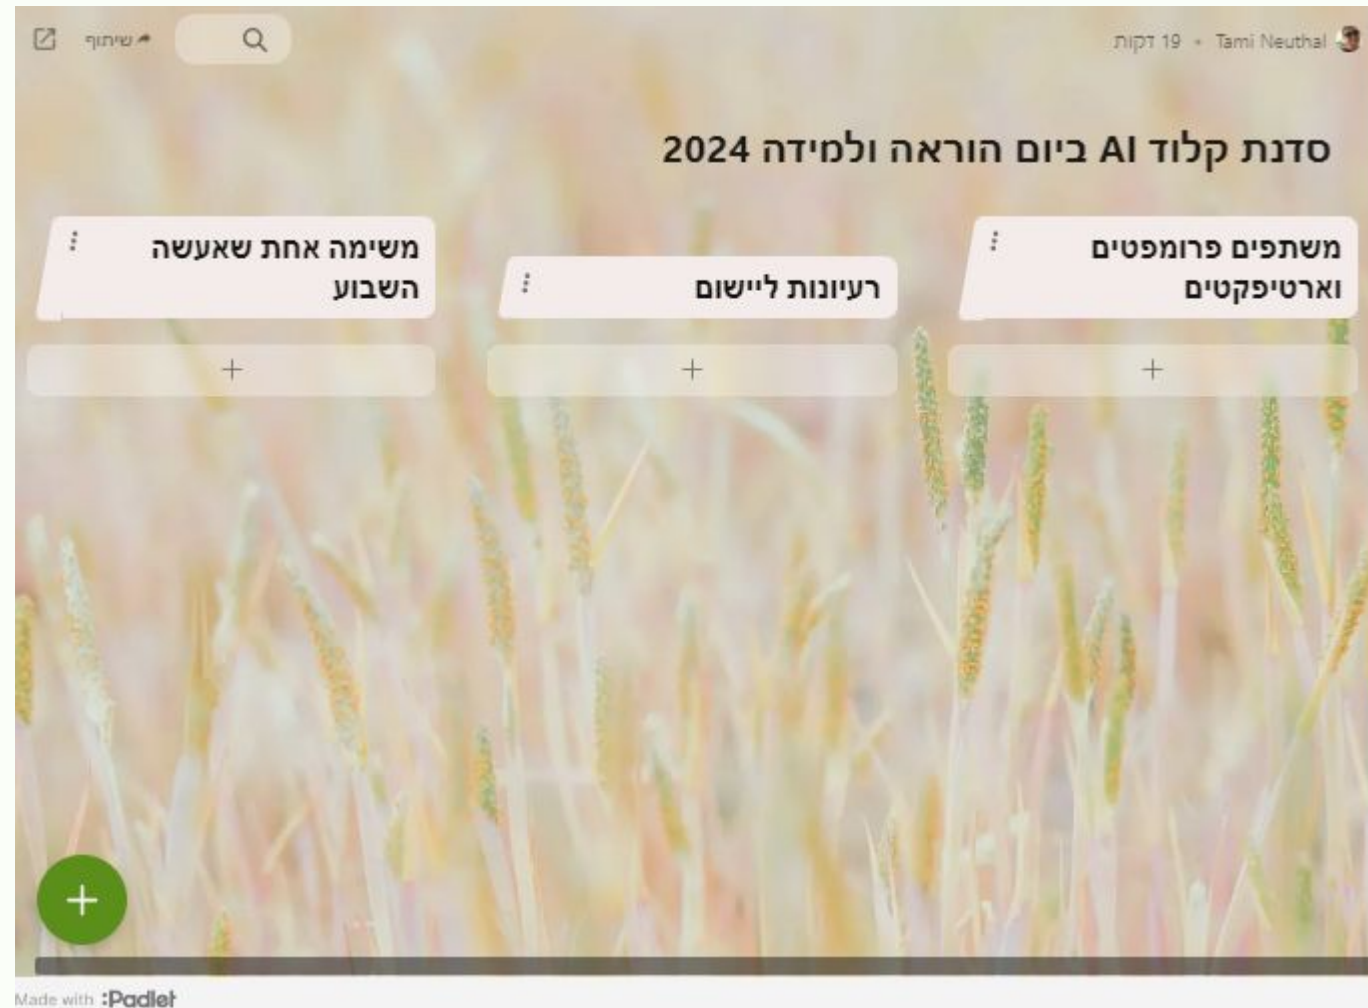 Tami Neuthal • 19 דקות
שיתוף
סדנת קלוד AI ביום הוראה ולמידה 2024
משתפים פרומפטים
וארטיפקטים
רעיונות ליישום
משימה אחת שאעשה
השבוע
Made with :Padlet